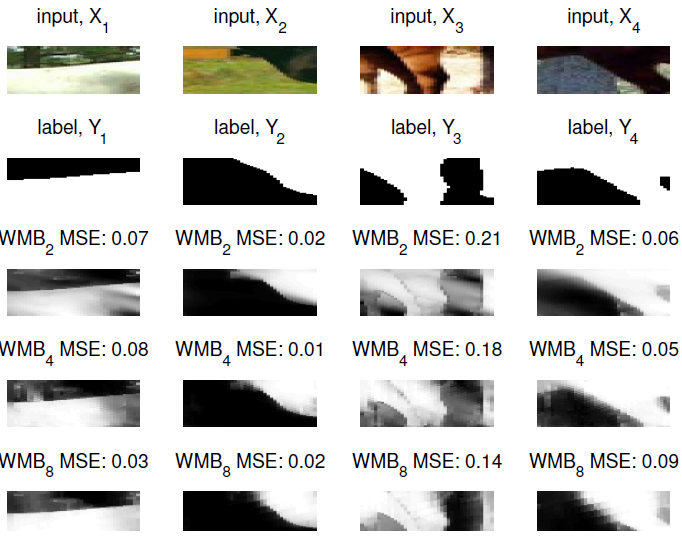 input, X1 input, X2 input, X3 input, X4
label, Y1 label, Y2 label, Y3 label, Y4
WMB2 MSE: 0.07 WMB2 MSE: 0.02 WMB2 MSE: 0.21 WMB2 MSE: 0.06
WMB4 MSE: 0.08 WMB4 MSE: 0.01 WMB4 MSE: 0.18 WMB4 MSE: 0.05
WMB8 MSE: 0.03 WMB8 MSE: 0.02 WMB8 MSE: 0.14 WMB8 MSE: 0.09